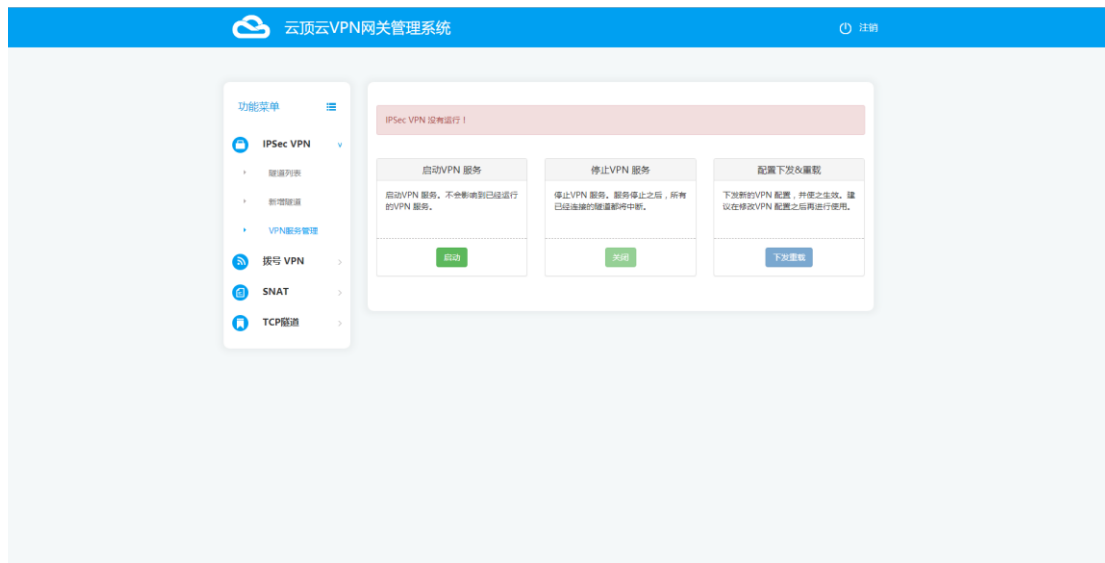 云顶云VPN网关管理系统
注销
功能菜单
IPSec VPN
隧道列表
新增隧道
VPN服务管理
拨号 VPN
SNAT
TCP隧道
IPSec VPN 没有运行！
启动VPN 服务
启动VPN 服务。不会影响到已经运行
的VPN 服务。
启动
停止VPN 服务
停止VPN 服务。服务停止之后，所有
已经连接的隧道都将中断。
关闭
配置下发&重载
下发新的VPN 配置，并使之生效。建
议在修改VPN 配置之后再进行使用。
下发重载